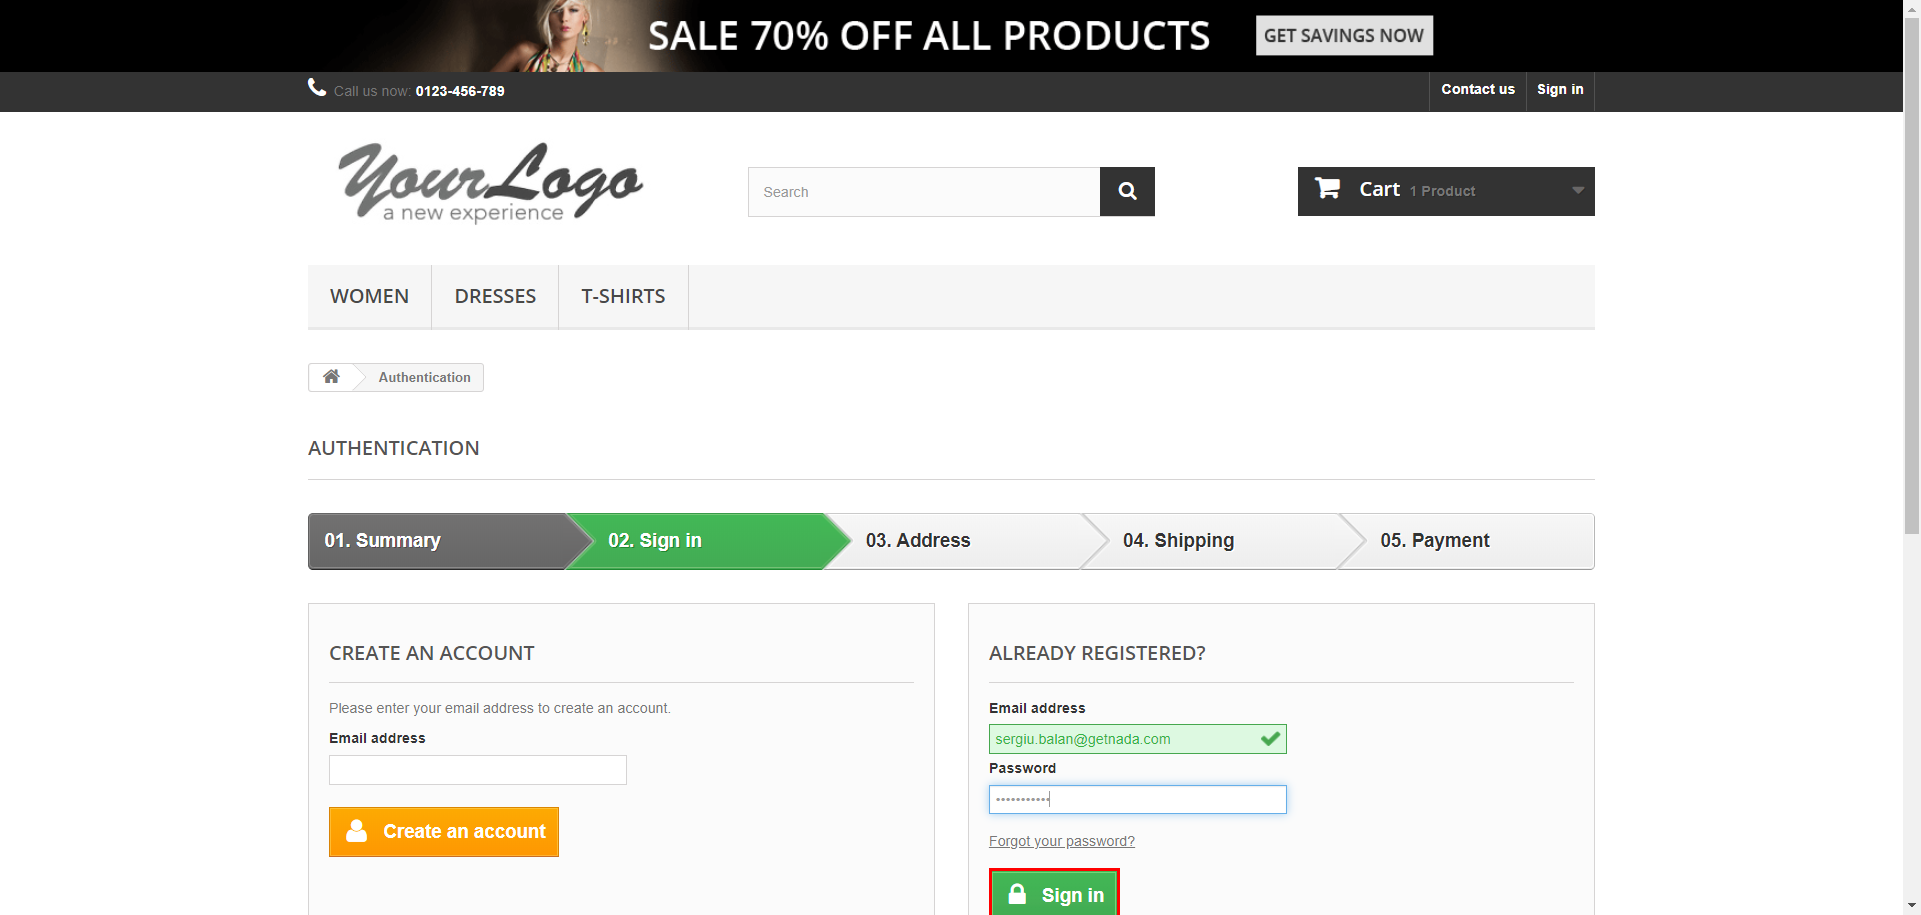 SALE 70% OFF ALL PRODUCTS GET SAVINGS NOW
Call us now: 0123-456-789 Contact us Sign in
YourLogo
a new experience
Search
Cart 1 Product
WOMEN DRESSES T-SHIRTS
Authentication
AUTHENTICATION
01. Summary 02. Sign in 03. Address 04. Shipping 05. Payment
CREATE AN ACCOUNT
Please enter your email address to create an account.
Email address
Create an account
ALREADY REGISTERED?
Email address
sergiu.balan@getnada.com
Password
Forgot your password?
Sign in